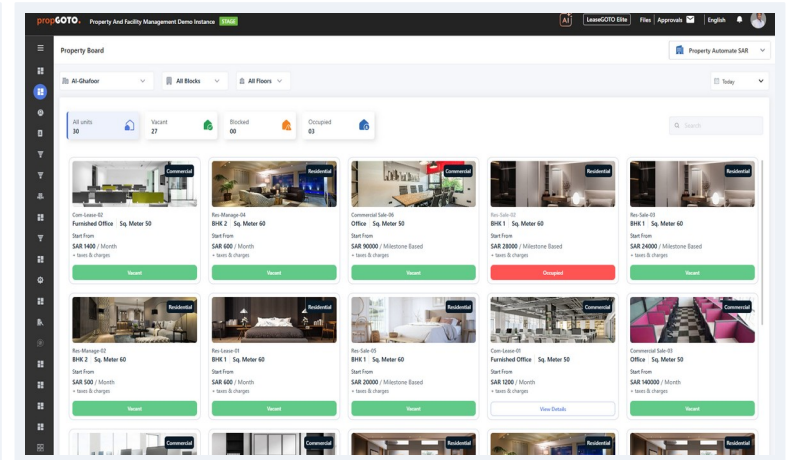 propGOTO. Property And Facility Management Demo Instance STAGE
AI LeaseGOTO Elite Files Approvals English
Property Board
Property Automate SAR
Al-Ghafoor All Blocks All Floors Today
All units Vacant Blocked Occupied
30 27 00 03
Search
Commercial Residential Commercial Residential Residential
Com-Lease-02 Res-Manage-04 Commercial Sale-06 Res-Sale-02 Res-Sale-03
Furnished Office Sq. Meter 50 BHK 2 Sq. Meter 60 Office Sq. Meter 50 BHK 1 Sq. Meter 60 BHK 1 Sq. Meter 60
Start From Start From Start From Start From Start From
SAR 1400 / Month SAR 600 / Month SAR 90000 / Milestone Based SAR 28000 / Milestone Based SAR 24000 / Milestone Based
+ taxes & charges + taxes & charges + taxes & charges + taxes & charges + taxes & charges
Vacant Vacant Vacant Occupied Vacant
Residential Residential Residential Commercial Commercial
Res-Manage-02 Res-Lease-01 Res-Sale-05 Com-Lease-01 Commercial Sale-03
BHK 2 Sq. Meter 60 BHK 1 Sq. Meter 60 BHK 1 Sq. Meter 60 Furnished Office Sq. Meter 50 Office Sq. Meter 50
Start From Start From Start From Start From Start From
SAR 500 / Month SAR 600 / Month SAR 20000 / Milestone Based SAR 1200 / Month SAR 140000 / Month
+ taxes & charges + taxes & charges + taxes & charges + taxes & charges + taxes & charges
Vacant Vacant Vacant View Details Vacant
Commercial Commercial Residential Residential Residential